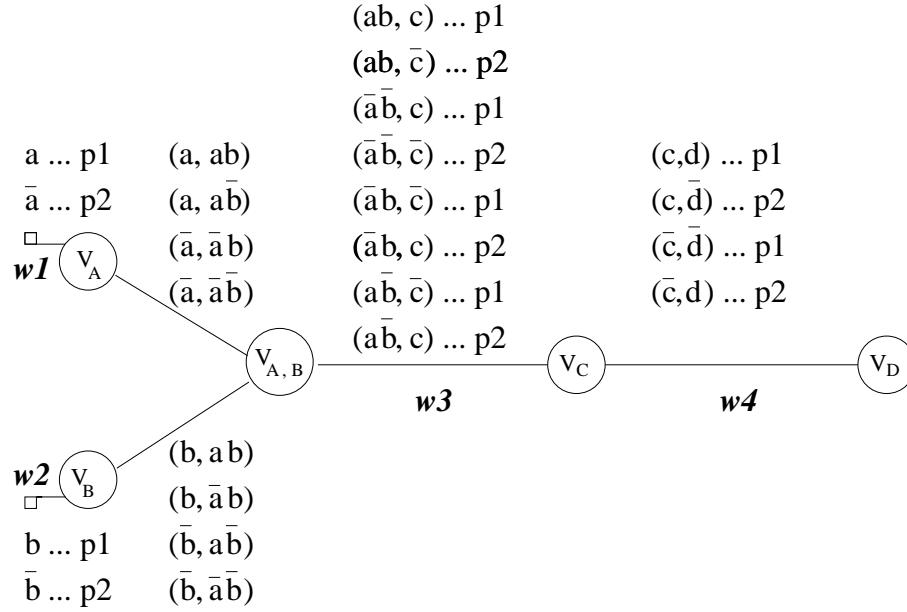 (ab, c) ... p1
(ab, c̄) ... p2
(āb̄, c) ... p1
(āb̄, c̄) ... p2
(āb, c̄) ... p1
(āb, c) ... p2
(ab̄, c̄) ... p1
(ab̄, c) ... p2
a ... p1
ā ... p2
w1
V_A
(a, ab)
(a, ab̄)
(ā, āb)
(ā, āb̄)
(c,d) ... p1
(c,d̄) ... p2
(c̄,d̄) ... p1
(c̄,d) ... p2
V_A,B
w3
V_C
w4
V_D
w2
V_B
b ... p1
b̄ ... p2
(b, ab)
(b, āb)
(b̄, ab̄)
(b̄, āb̄)